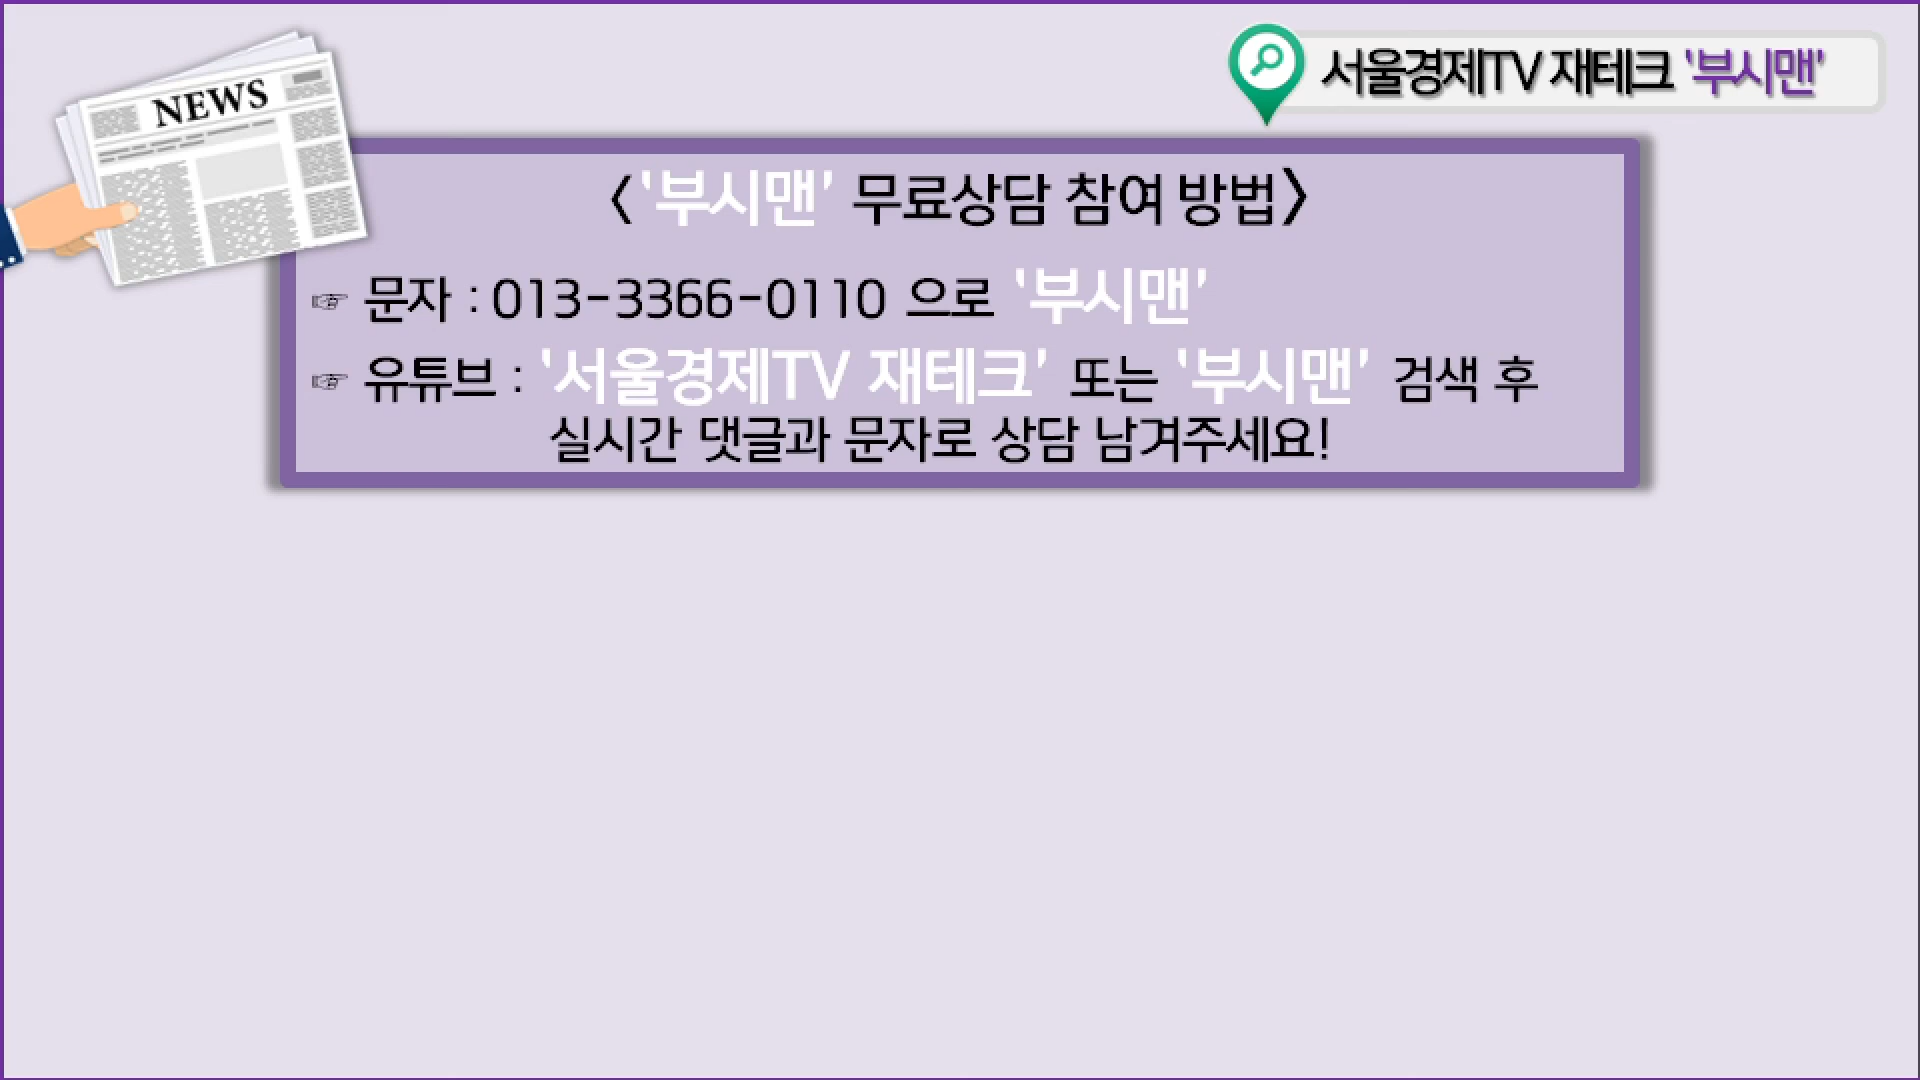 NEWS
서울경제TV 재테크 '부시맨'
<'부시맨' 무료상담 참여 방법>
☞ 문자 : 013-3366-0110 으로 '부시맨'
☞ 유튜브 : '서울경제TV 재테크' 또는 '부시맨' 검색 후
실시간 댓글과 문자로 상담 남겨주세요!